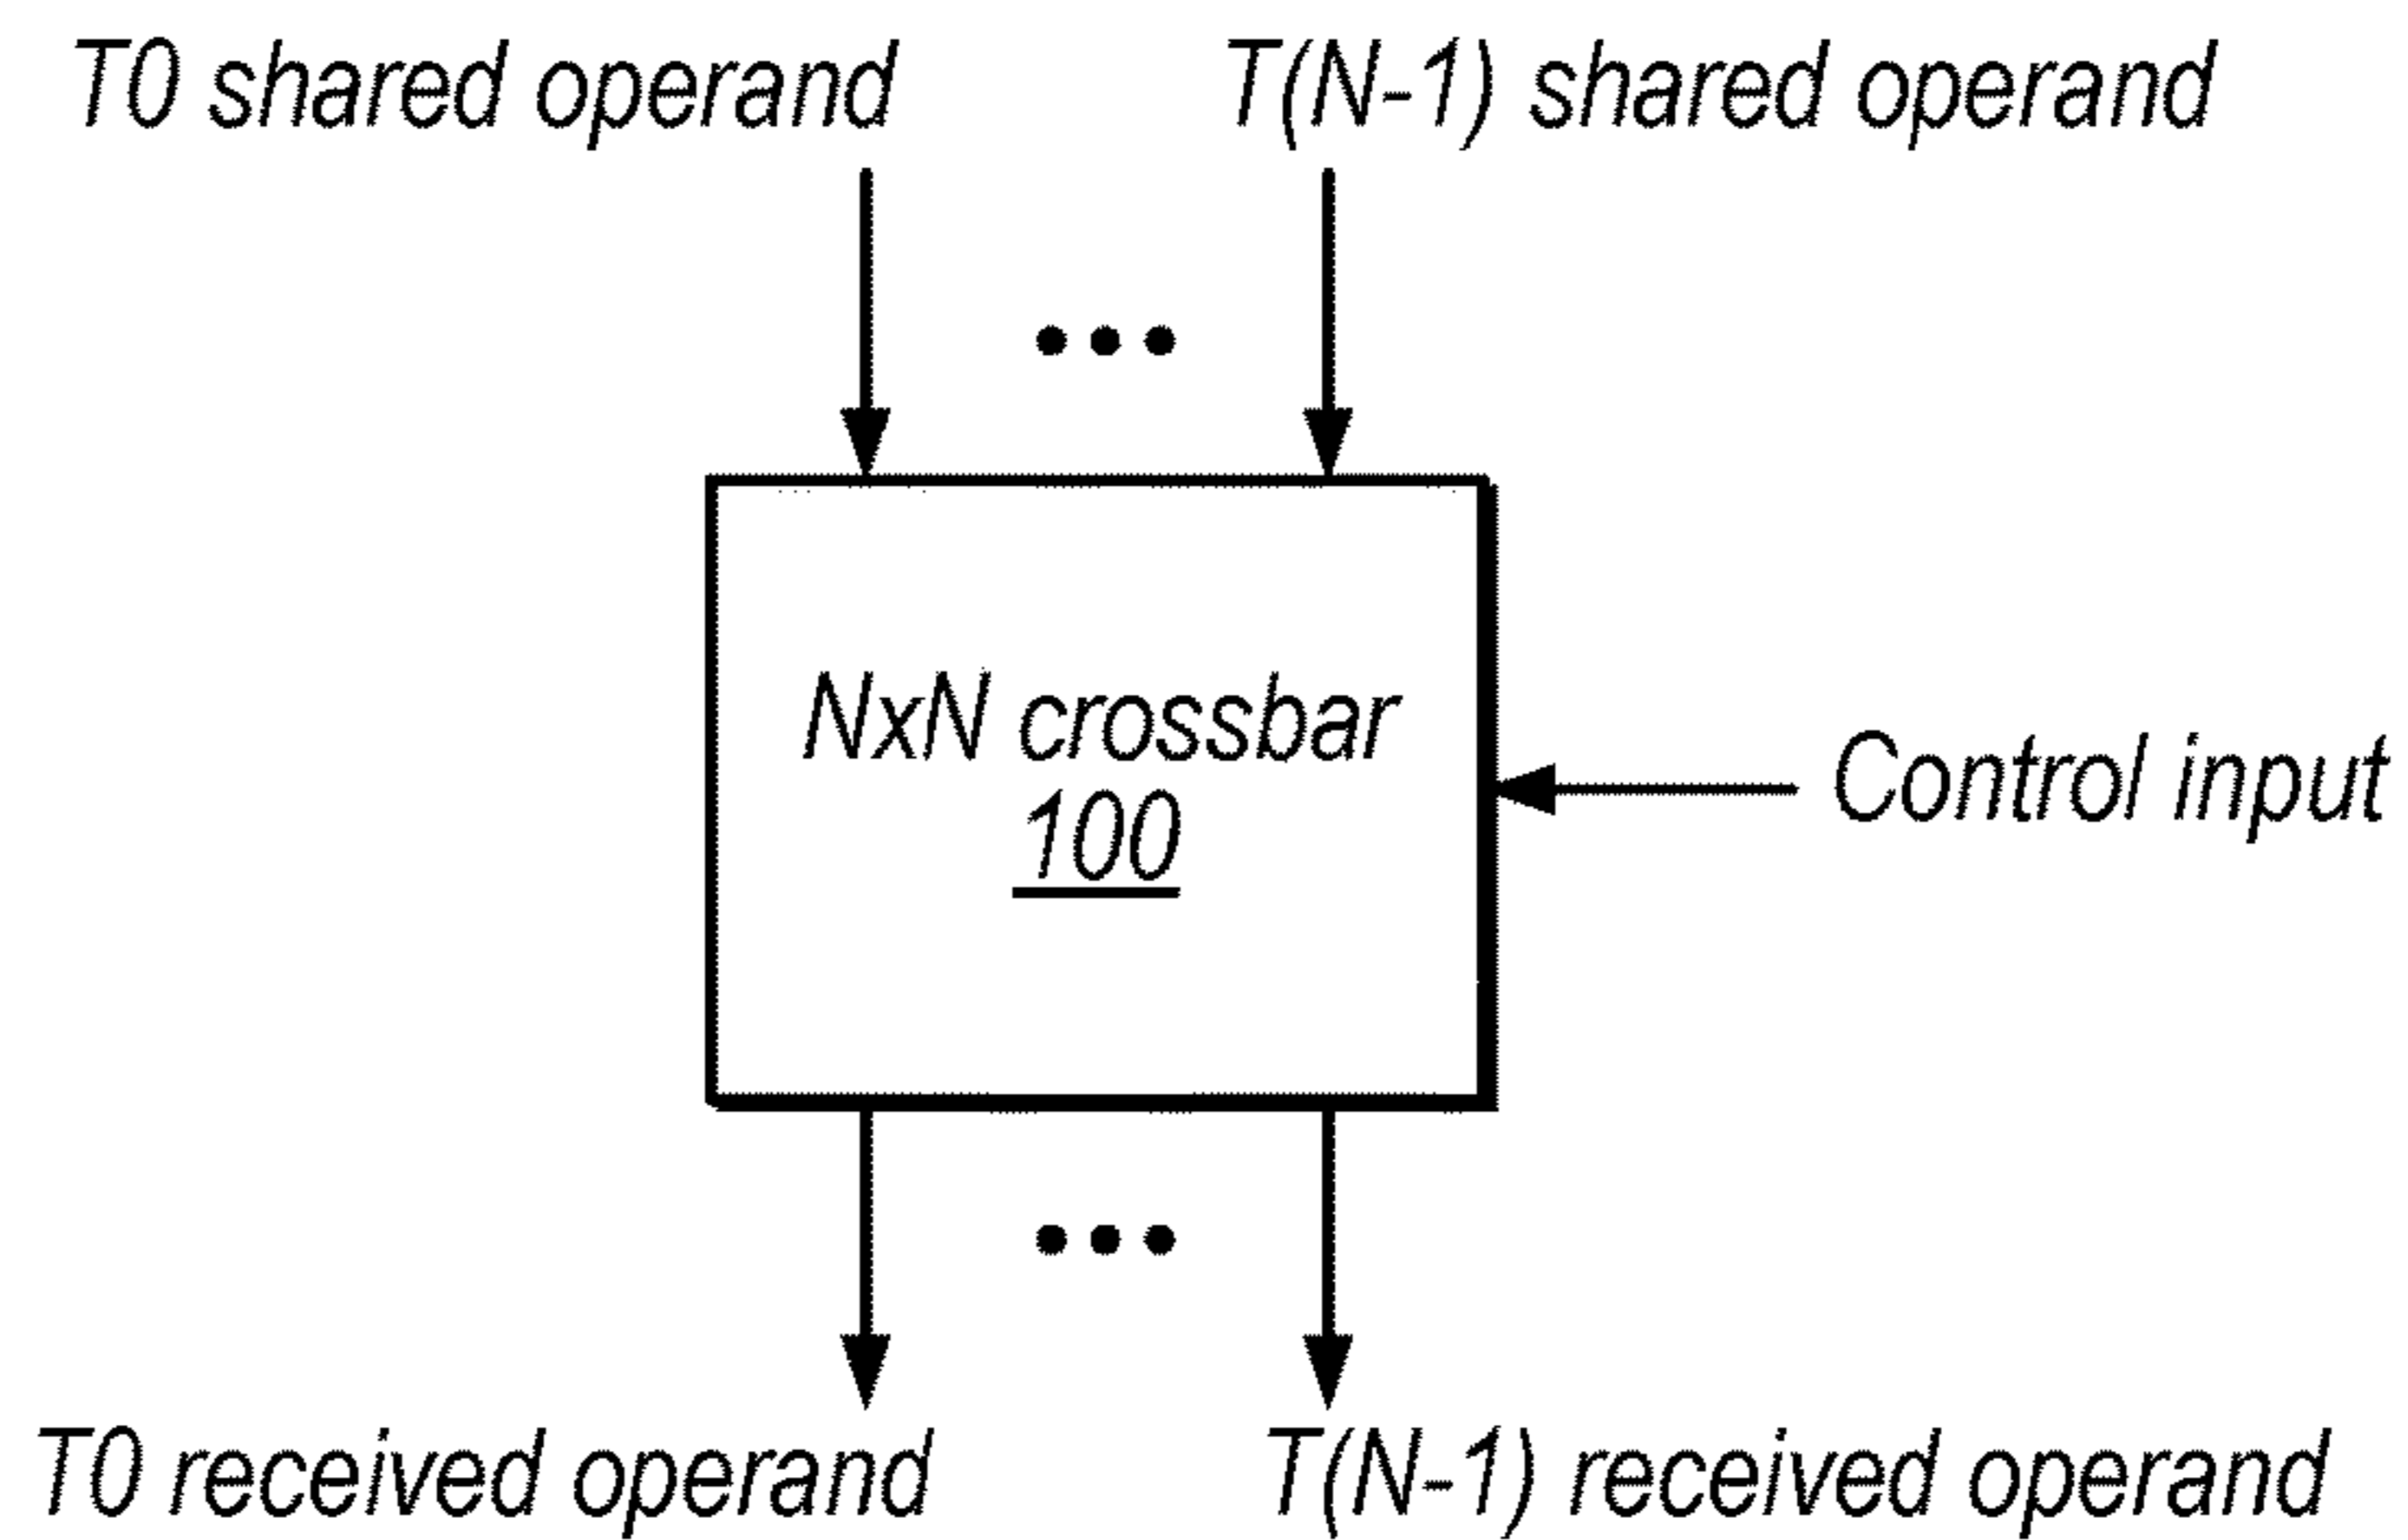 T0 shared operand
T(N-1) shared operand
NxN crossbar
100
Control input
T0 received operand
T(N-1) received operand